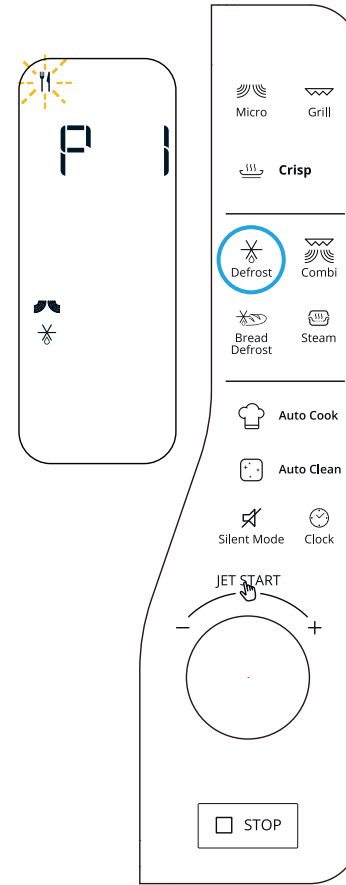 P 1
Micro Grill
Crisp
Defrost Combi
Bread Steam
Defrost
Auto Cook
Auto Clean
Silent Mode Clock
JET START
− +
STOP